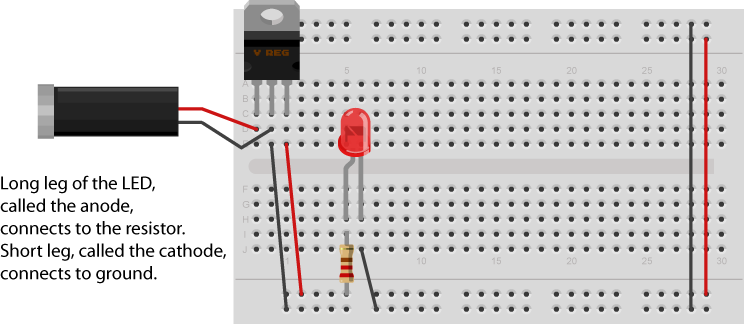 V REG
5 10 15 20 25 30
A
B
C
D
E
F
G
H
I
J
1 5 10 15 20 25 30
Long leg of the LED,
called the anode,
connects to the resistor.
Short leg, called the cathode,
connects to ground.